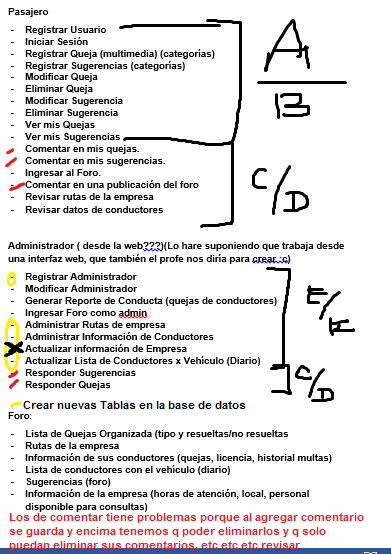 Pasajero
- Registrar Usuario
- Iniciar Sesión
- Registrar Queja (multimedia) (categorías)
- Registrar Sugerencias (categorías)
- Modificar Queja
- Eliminar Queja
- Modificar Sugerencia
- Eliminar Sugerencia
- Ver mis Quejas
- Ver mis Sugerencias
- Comentar en mis quejas.
- Comentar en mis sugerencias.
- Ingresar al Foro.
- Comentar en una publicación del foro
- Revisar rutas de la empresa
- Revisar datos de conductores
A
B
C/D
Administrador ( desde la web???)(Lo hare suponiendo que trabaja desde
una interfaz web, que también el profe nos diría para crear :c)
- Registrar Administrador
- Modificar Administrador
- Generar Reporte de Conducta (quejas de conductores)
- Ingresar Foro como admin
- Administrar Rutas de empresa
- Administrar Información de Conductores
- Actualizar información de Empresa
- Actualizar Lista de Conductores x Vehículo (Diario)
- Responder Sugerencias
- Responder Quejas
C/D
Crear nuevas Tablas en la base de datos
Foro:
- Lista de Quejas Organizada (tipo y resueltas/no resueltas
- Rutas de la empresa
- Información de sus conductores (quejas, licencia, historial multas)
- Lista de conductores con el vehículo (diario)
- Sugerencias (foro)
- Información de la empresa (horas de atención, local, personal
disponible para consultas)
Los de comentar tiene problemas porque al agregar comentario
se guarda y encima tenemos q poder eliminarlos y q solo
puedan eliminar sus comentarios, etc etc etc revisar